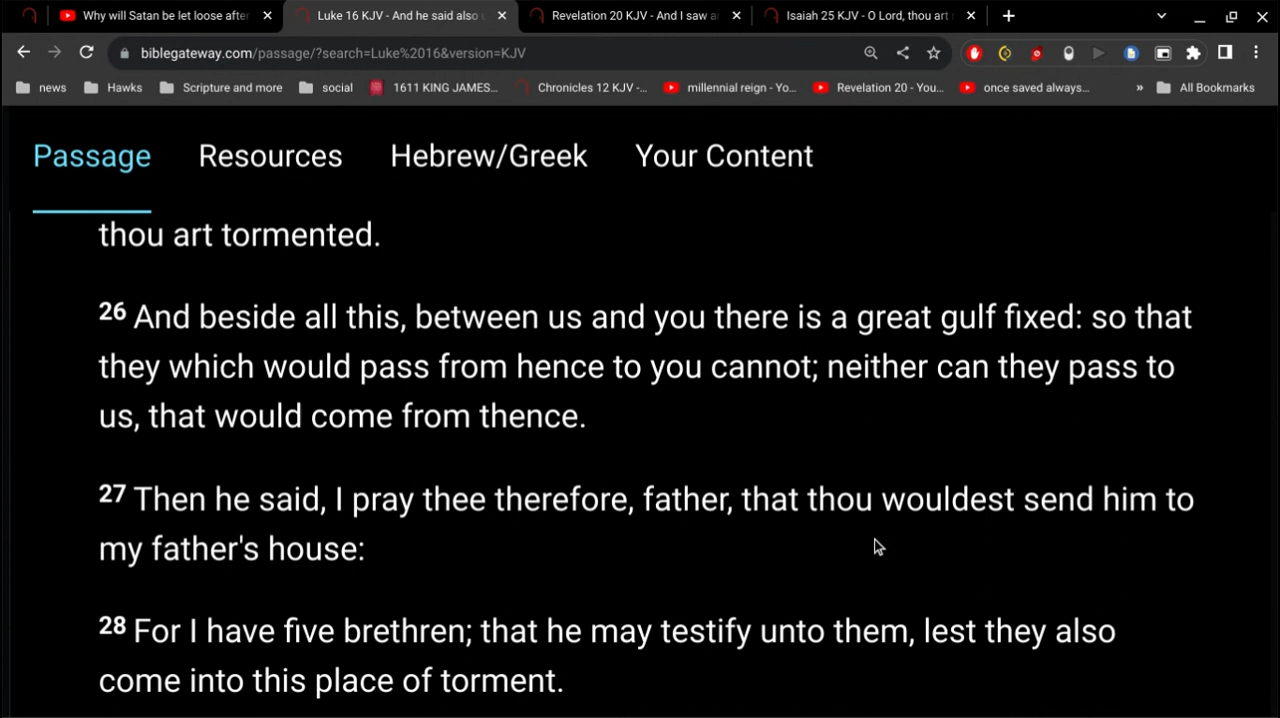 Why will Satan be let loose after
Luke 16 KJV - And he said also
Revelation 20 KJV - And I saw
Isaiah 25 KJV - O Lord, thou art
biblegateway.com/passage/?search=Luke%2016&version=KJV
news
Hawks
Scripture and more
social
1611 KING JAMES...
Chronicles 12 KJV -...
millennial reign - Yo...
Revelation 20 - You...
once saved always...
»
All Bookmarks
Passage
Resources
Hebrew/Greek
Your Content
thou art tormented.
26 And beside all this, between us and you there is a great gulf fixed: so that
they which would pass from hence to you cannot; neither can they pass to
us, that would come from thence.
27 Then he said, I pray thee therefore, father, that thou wouldest send him to
my father's house:
28 For I have five brethren; that he may testify unto them, lest they also
come into this place of torment.